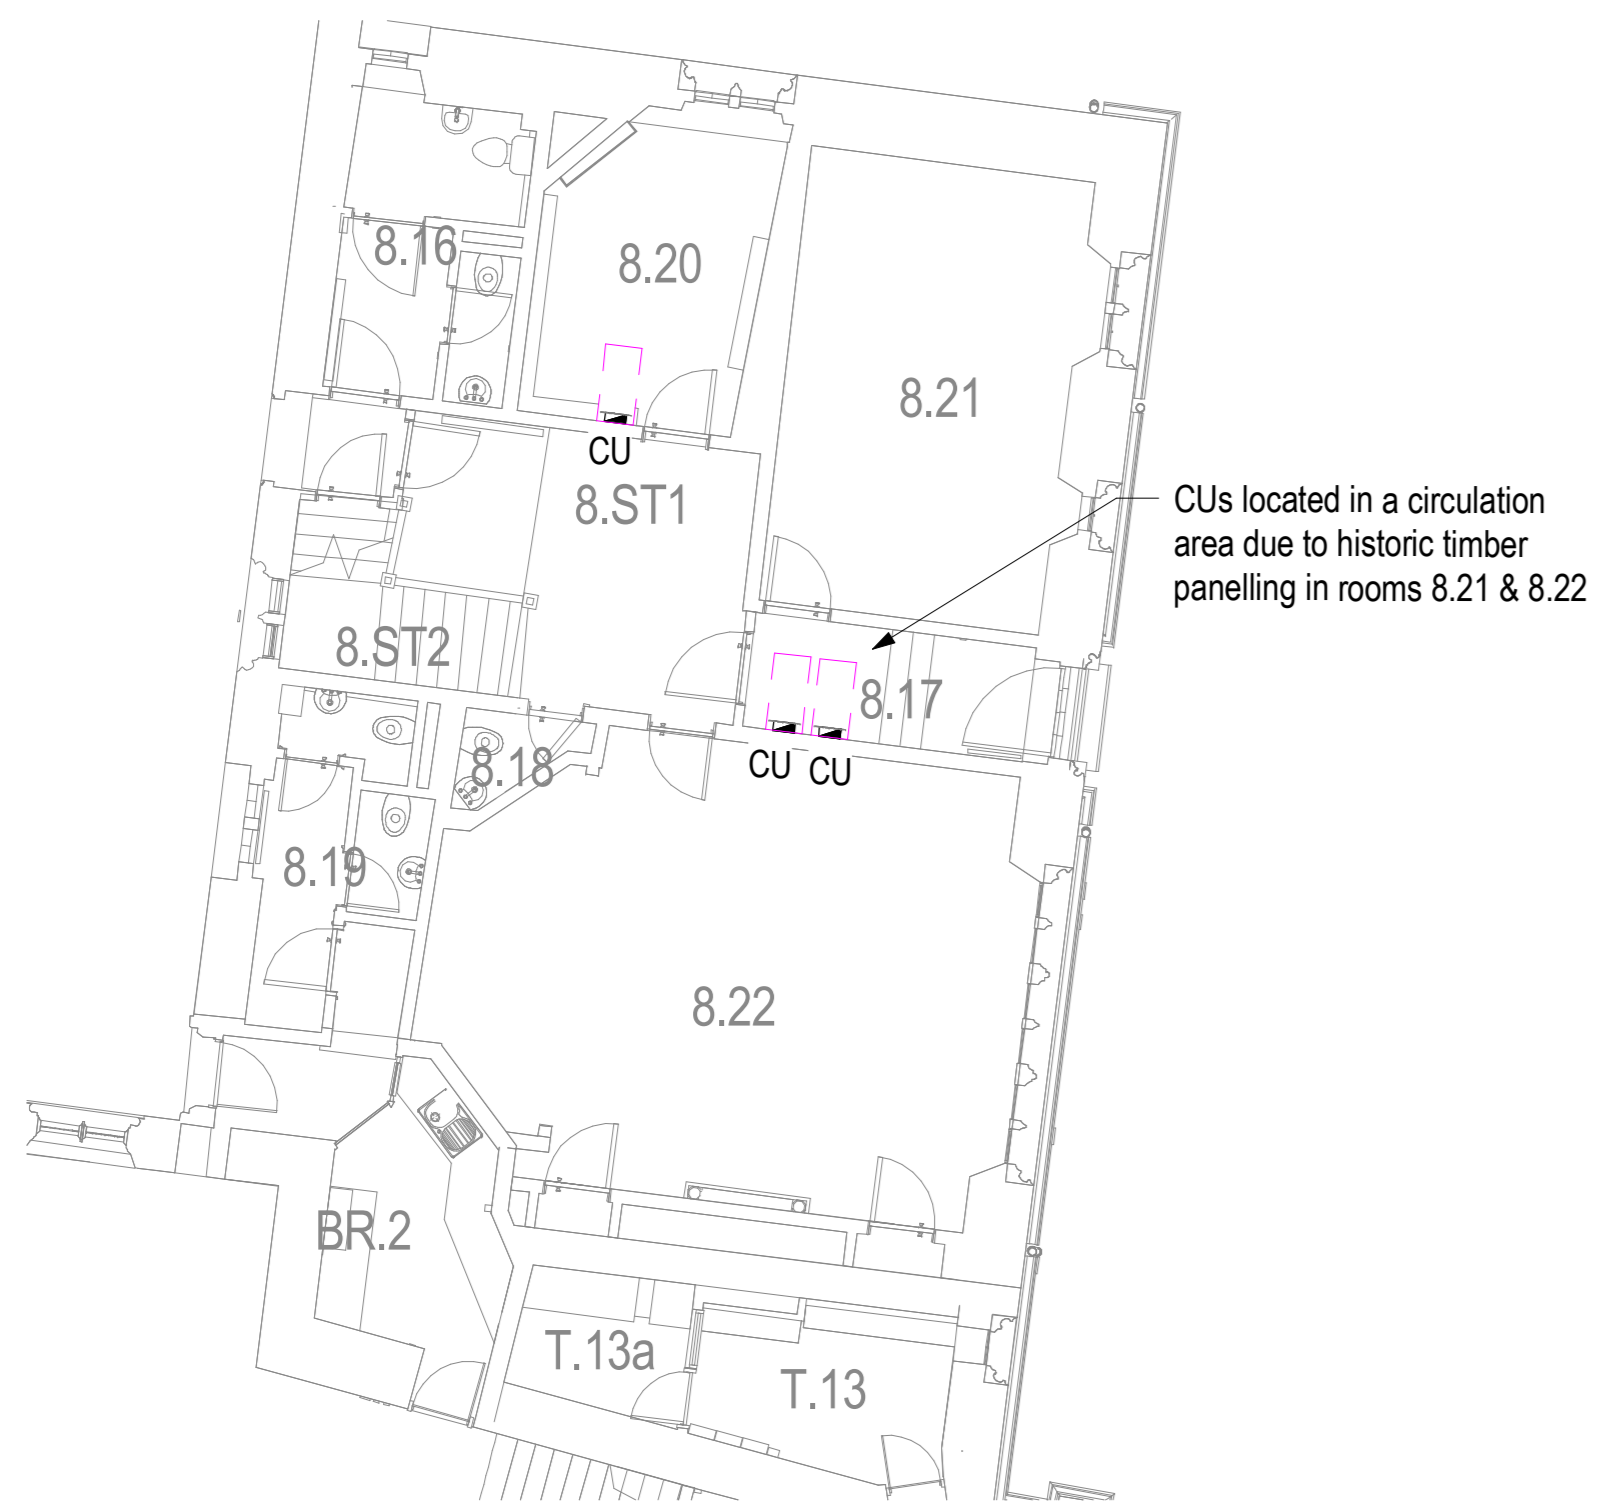 8.16
8.20
8.21
CU
8.ST1
CUs located in a circulation
area due to historic timber
panelling in rooms 8.21 & 8.22
8.ST2
8.17
CU
CU
8.18
8.19
8.22
BR.2
T.13a
T.13